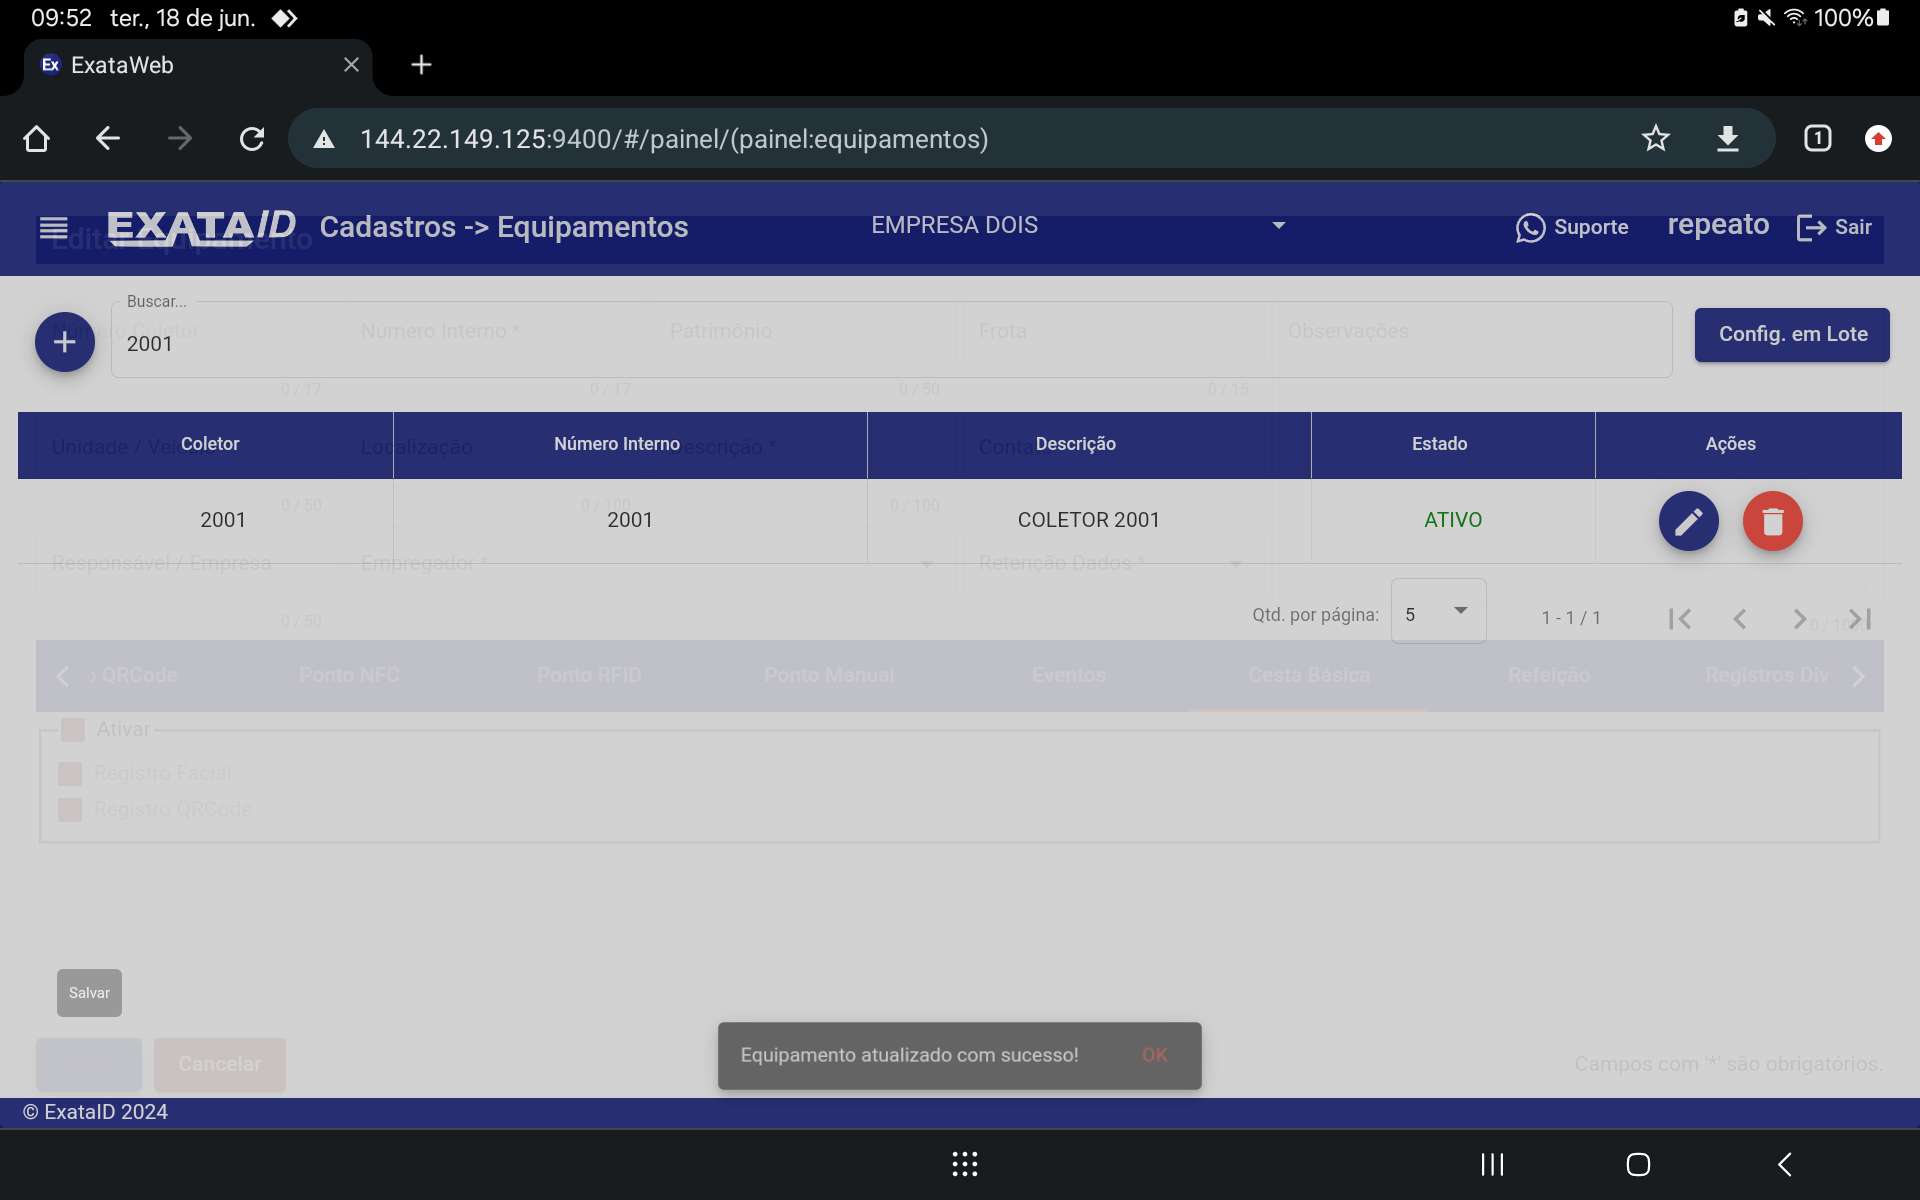 09:52 ter., 18 de jun.
100%
Ex ExataWeb
144.22.149.125:9400/#/painel/(painel:equipamentos)
1
EXATAID Cadastros -> Equipamentos EMPRESA DOIS Suporte repeato Sair
Editar Equipamento
Buscar...
Número Coletor Número Interno * Patrimônio Frota Observações
2001
Config. em Lote
0 / 17 0 / 17 0 / 50 0 / 15
Coletor Número Interno Descrição Estado Ações
Unidade / Veículo Localização Descrição *
0 / 50 0 / 100 0 / 100
2001 2001 COLETOR 2001 ATIVO
Responsável / Empresa Empregador * Retenção Dados *
Qtd. por página: 5 1 - 1 / 1
0 / 50
QRCode Ponto NFC Ponto RFID Ponto Manual Eventos Cesta Básica Refeição Registros Div
Ativar
Registro Facial
Registro QRCode
Salvar
Equipamento atualizado com sucesso! OK
Cancelar Campos com '*' são obrigatórios.
© ExataID 2024